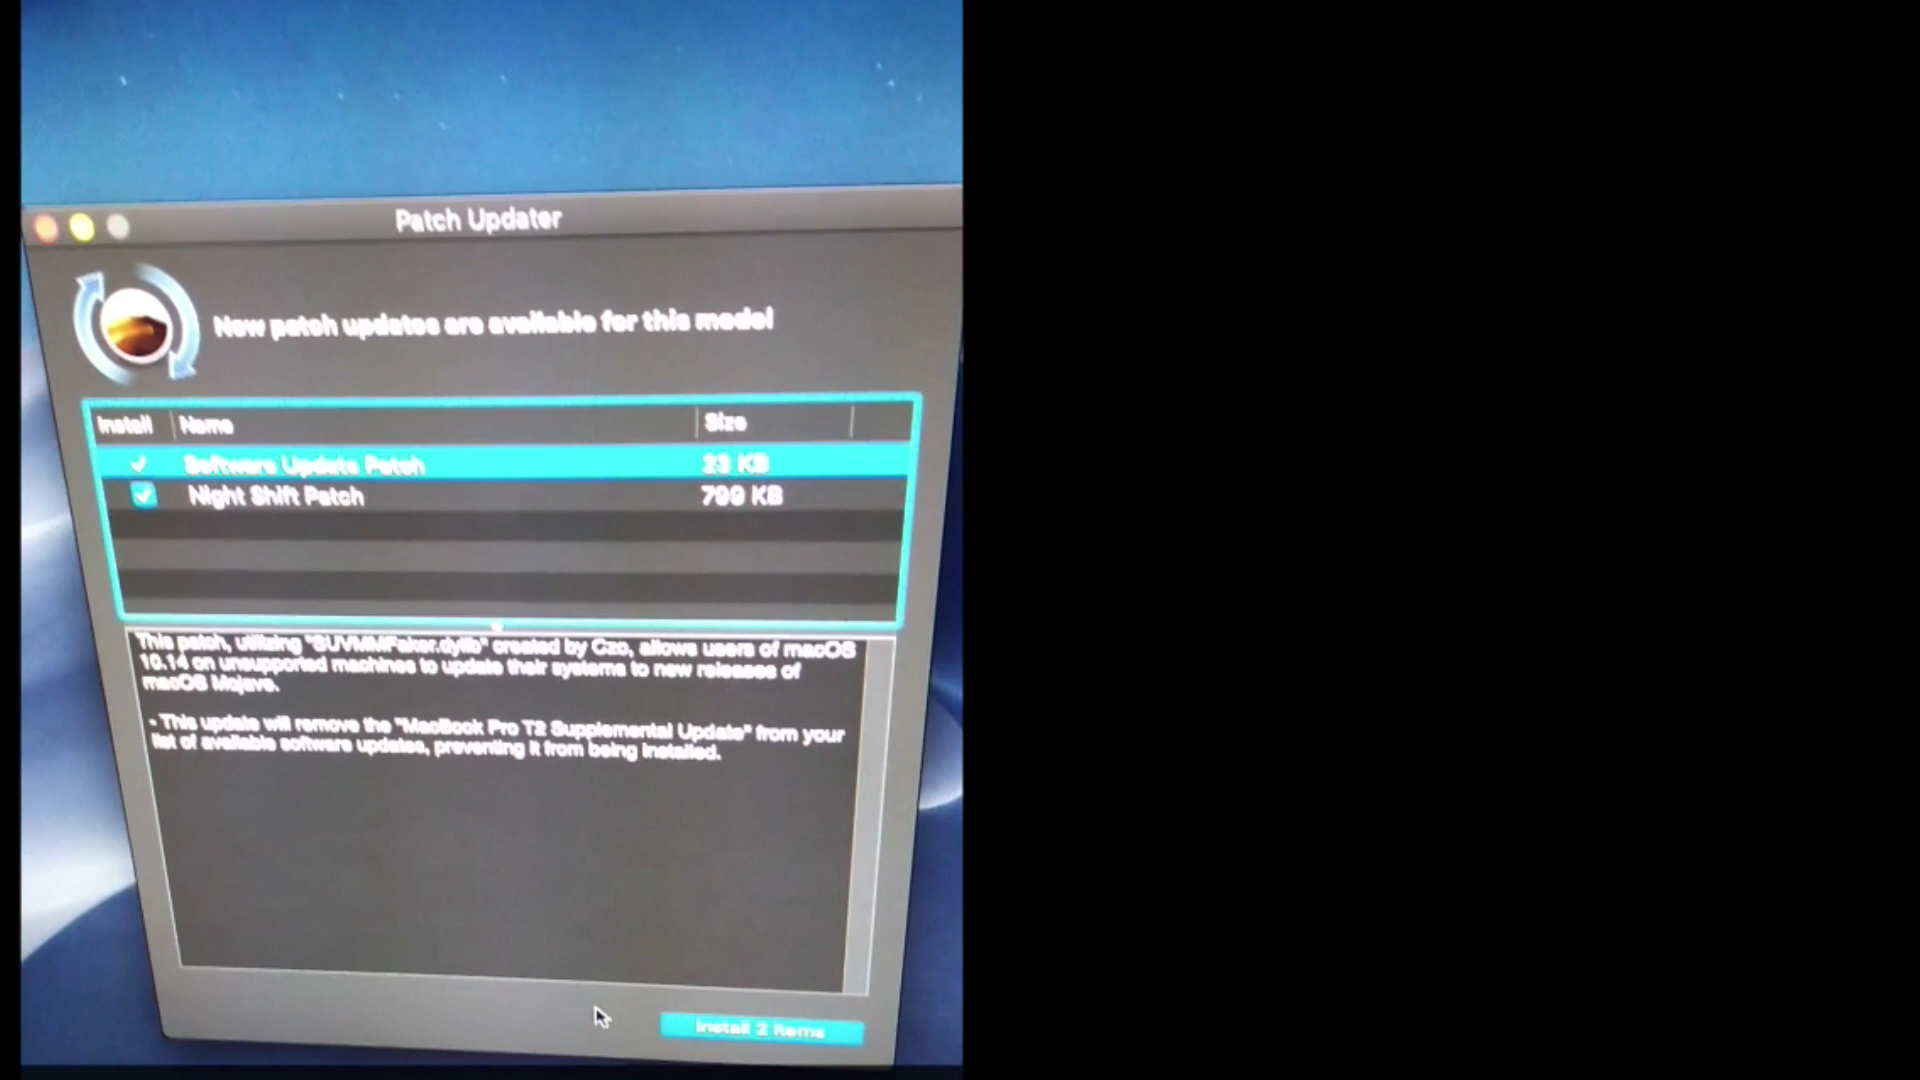 Patch Updater
New patch updates are available for this model
Install Name Size
Software Update Patch 23 KB
Night Shift Patch 799 KB
This patch, utilizing "SUVMMFaker.dylib" created by Czo, allows users of macOS
10.14 on unsupported machines to update their systems to new releases of
macOS Mojave.
- This update will remove the "MacBook Pro T2 Supplemental Update" from your
list of available software updates, preventing it from being installed.
Install 2 Items